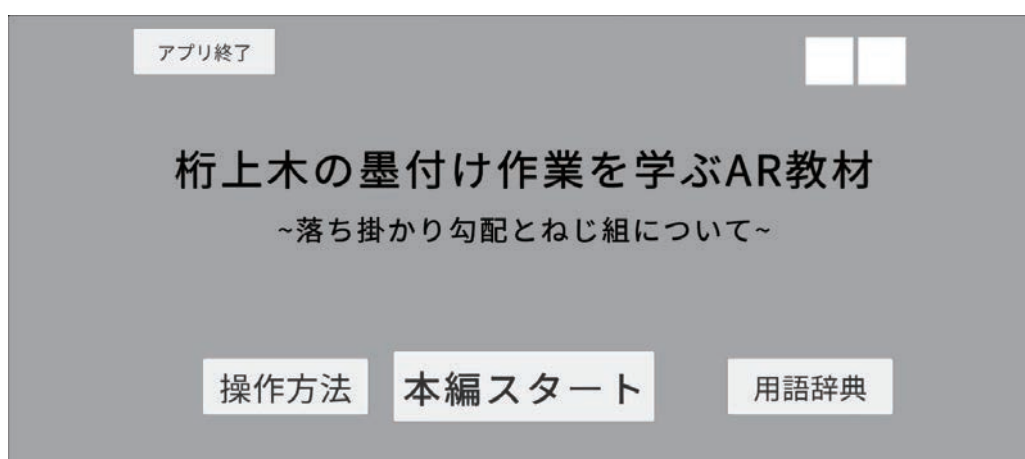 アプリ終了
桁上木の墨付け作業を学ぶAR教材
~落ち掛かり勾配とねじ組について~
操作方法
本編スタート
用語辞典